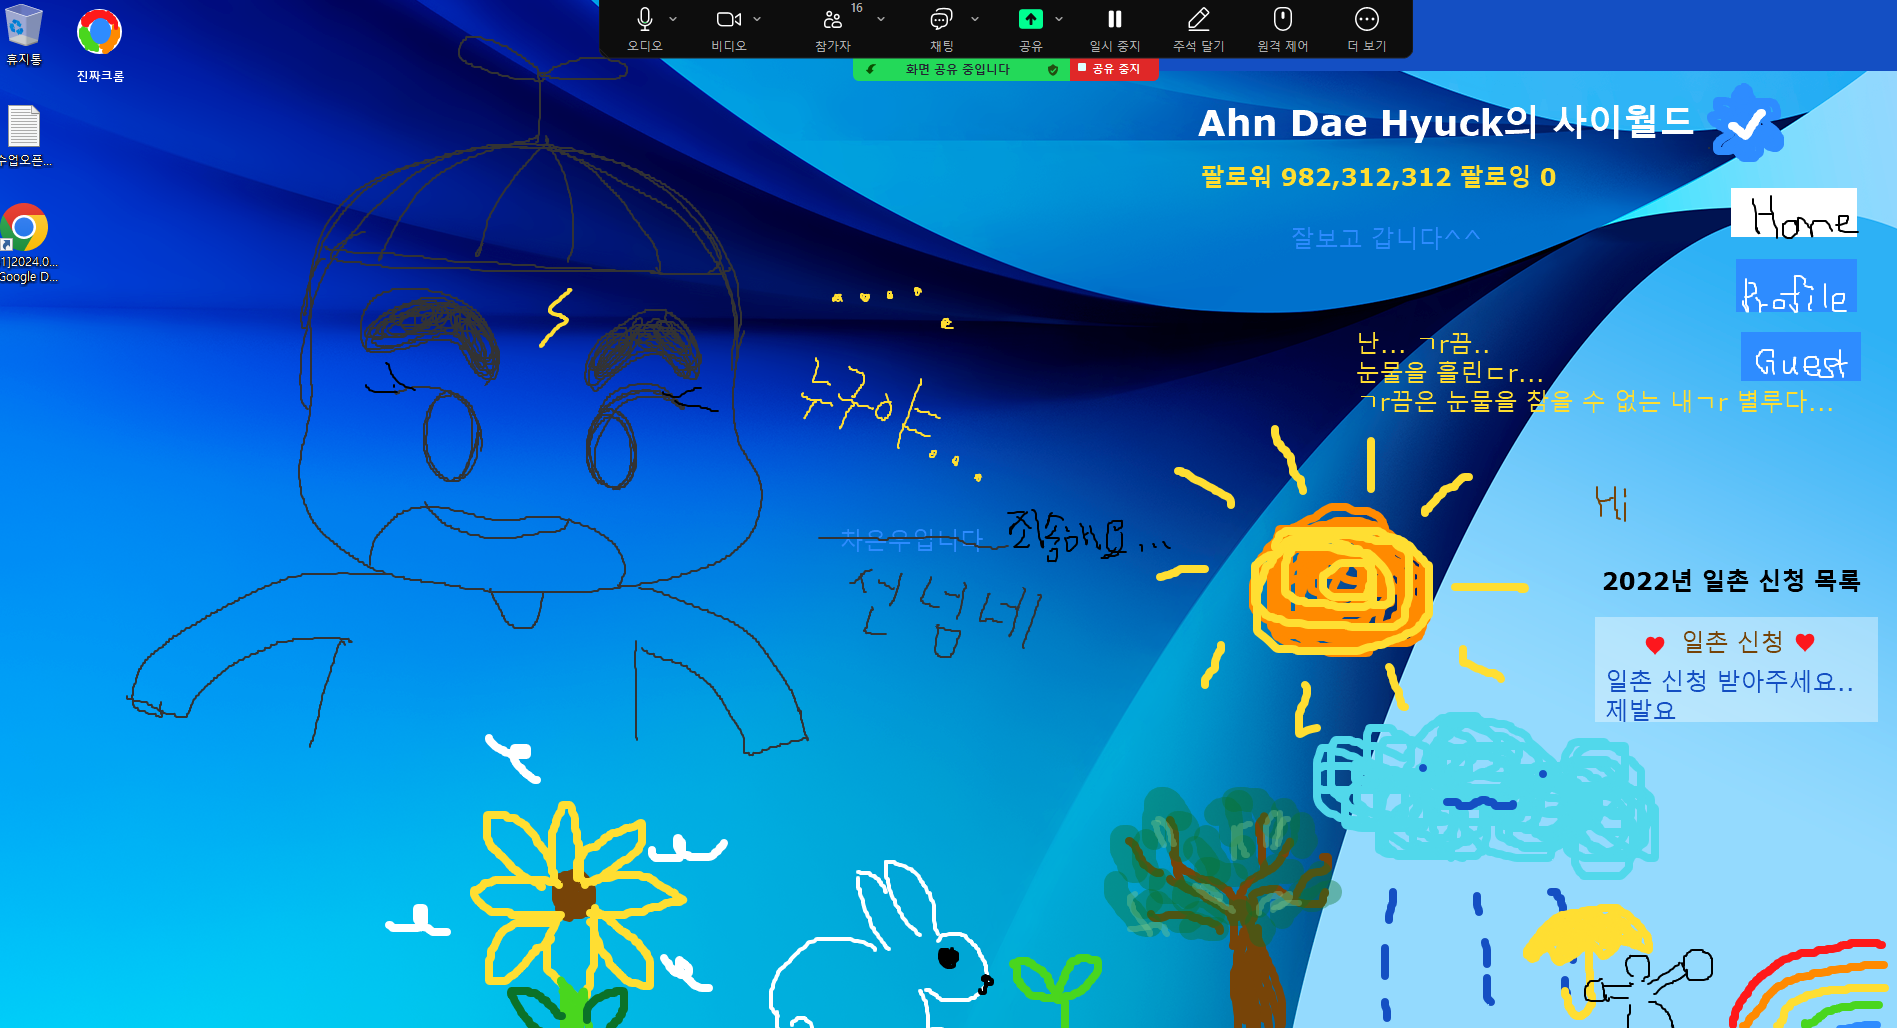 휴지통
진짜크롬
수업오픈...
1]2024.0...
Google D...
16
오디오
비디오
참가자
채팅
공유
일시 중지
주석 달기
원격 제어
더 보기
화면 공유 중입니다
공유 중지
Ahn Dae Hyuck의 사이월드
팔로워 982,312,312 팔로잉 0
잘보고 갑니다^^
Home
Profile
Guest
난... ㄱr끔..
눈물을 흘린ㄷr...
ㄱr끔은 눈물을 참을 수 없는 내ㄱr 별루다...
누구야...
차은우입니다
죄송해요...
선넘네
Hi
2022년 일촌 신청 목록
♥ 일촌 신청 ♥
일촌 신청 받아주세요..
제발요